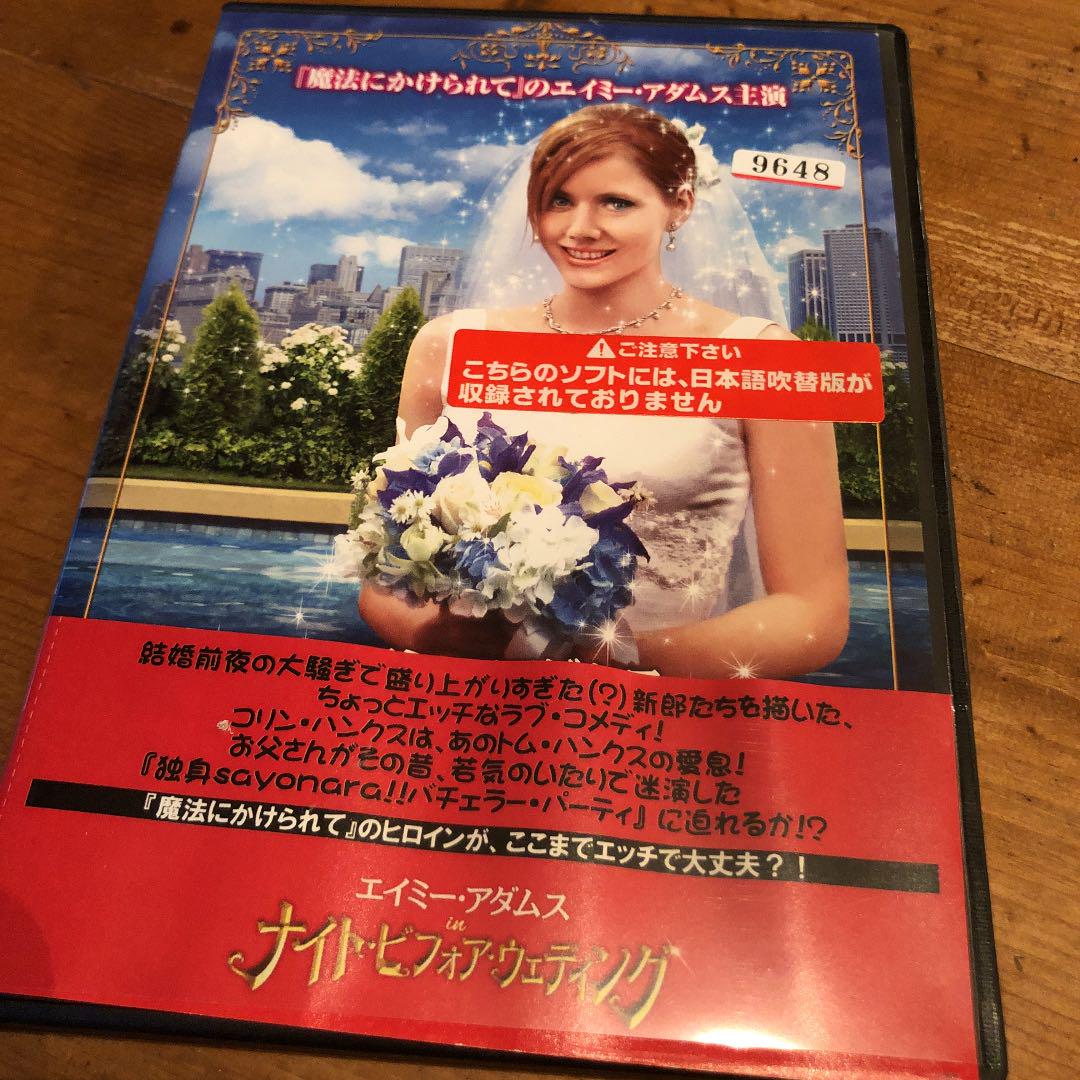 『魔法にかけられて』のエイミー・アダムス主演
9648
ご注意下さい
こちらのソフトには、日本語吹替版が
収録されておりません
結婚前夜の大騒ぎで盛り上がりすぎた(?)新郎たちを描いた、
ちょっとエッチなラブ・コメディ!
コリン・ハンクスは、あのトム・ハンクスの愛息!
お父さんがその昔、若気のいたりで迷演した
『独身sayonara!!バチェラー・パーティ』に迫れるか!?
『魔法にかけられて』のヒロインが、ここまでエッチで大丈夫?!
エイミー・アダムス
in
ナイト・ビフォア・ウェディング